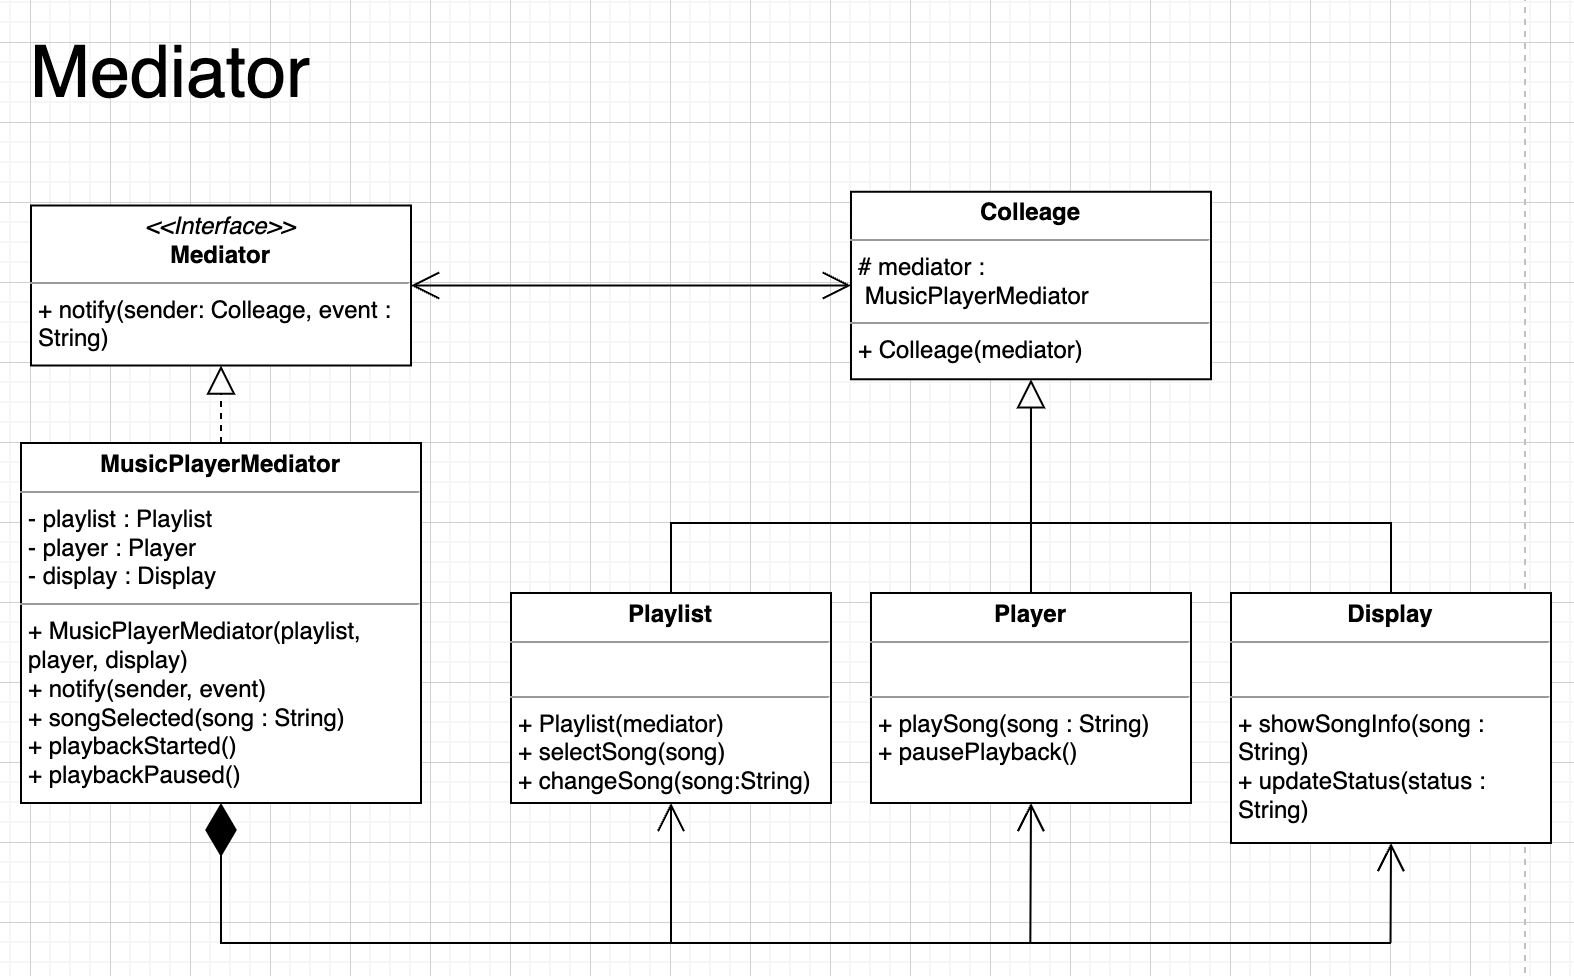 Mediator
<<Interface>>
Mediator
+ notify(sender: Colleage, event :
String)
Colleage
# mediator :
MusicPlayerMediator
+ Colleage(mediator)
MusicPlayerMediator
- playlist : Playlist
- player : Player
- display : Display
+ MusicPlayerMediator(playlist,
player, display)
+ notify(sender, event)
+ songSelected(song : String)
+ playbackStarted()
+ playbackPaused()
Playlist
+ Playlist(mediator)
+ selectSong(song)
+ changeSong(song:String)
Player
+ playSong(song : String)
+ pausePlayback()
Display
+ showSongInfo(song :
String)
+ updateStatus(status :
String)